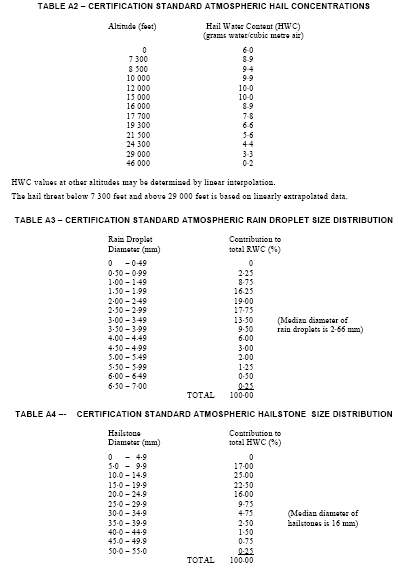 TABLE A2 – CERTIFICATION STANDARD ATMOSPHERIC HAIL CONCENTRATIONS
Altitude (feet) Hail Water Content (HWC)
(grams water/cubic metre air)
0 6·0
7 300 8·9
8 500 9·4
10 000 9·9
12 000 10·0
15 000 10·0
16 000 8·9
17 700 7·8
19 300 6·6
21 500 5·6
24 300 4·4
29 000 3·3
46 000 0·2
HWC values at other altitudes may be determined by linear interpolation.
The hail threat below 7 300 feet and above 29 000 feet is based on linearly extrapolated data.
TABLE A3 – CERTIFICATION STANDARD ATMOSPHERIC RAIN DROPLET SIZE DISTRIBUTION
Rain Droplet Contribution to
Diameter (mm) total RWC (%)
0 – 0·49 0
0·50 – 0·99 2·25
1·00 – 1·49 8·75
1·50 – 1·99 16·25
2·00 – 2·49 19·00
2·50 – 2·99 17·75
3·00 – 3·49 13·50 (Median diameter of
3·50 – 3·99 9·50 rain droplets is 2·66 mm)
4·00 – 4·49 6·00
4·50 – 4·99 3·00
5·00 – 5·49 2·00
5·50 – 5·99 1·25
6·00 – 6·49 0·50
6·50 – 7·00 0·25
TOTAL 100·00
TABLE A4 –- CERTIFICATION STANDARD ATMOSPHERIC HAILSTONE SIZE DISTRIBUTION
Hailstone Contribution to
Diameter (mm) total HWC (%)
0 – 4·9 0
5·0 – 9·9 17·00
10·0 – 14·9 25·00
15·0 – 19·9 22·50
20·0 – 24·9 16·00
25·0 – 29·9 9·75
30·0 – 34·9 4·75 (Median diameter of
35·0 – 39·9 2·50 hailstones is 16 mm)
40·0 – 44·9 1·50
45·0 – 49·9 0·75
50·0 – 55·0 0·25
TOTAL 100·00